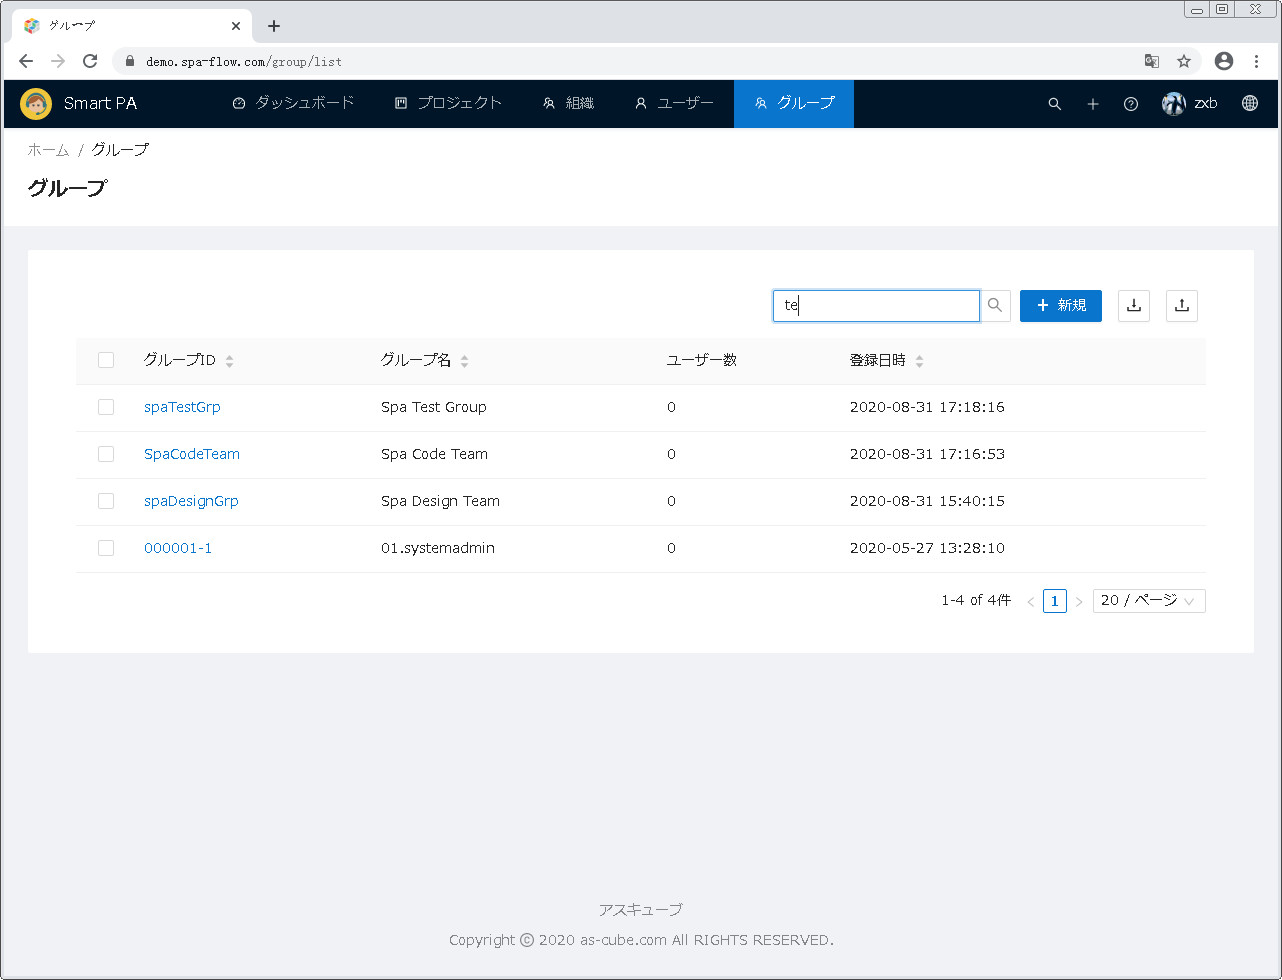 グループ
demo.spa-flow.com/group/list
Smart PA ダッシュボード プロジェクト 組織 ユーザー グループ zxb
ホーム / グループ
グループ
te 新規
グループID グループ名 ユーザー数 登録日時
spaTestGrp Spa Test Group 0 2020-08-31 17:18:16
SpaCodeTeam Spa Code Team 0 2020-08-31 17:16:53
spaDesignGrp Spa Design Team 0 2020-08-31 15:40:15
000001-1 01.systemadmin 0 2020-05-27 13:28:10
1-4 of 4件 < 1 > 20 / ページ
アスキューブ
Copyright © 2020 as-cube.com All RIGHTS RESERVED.